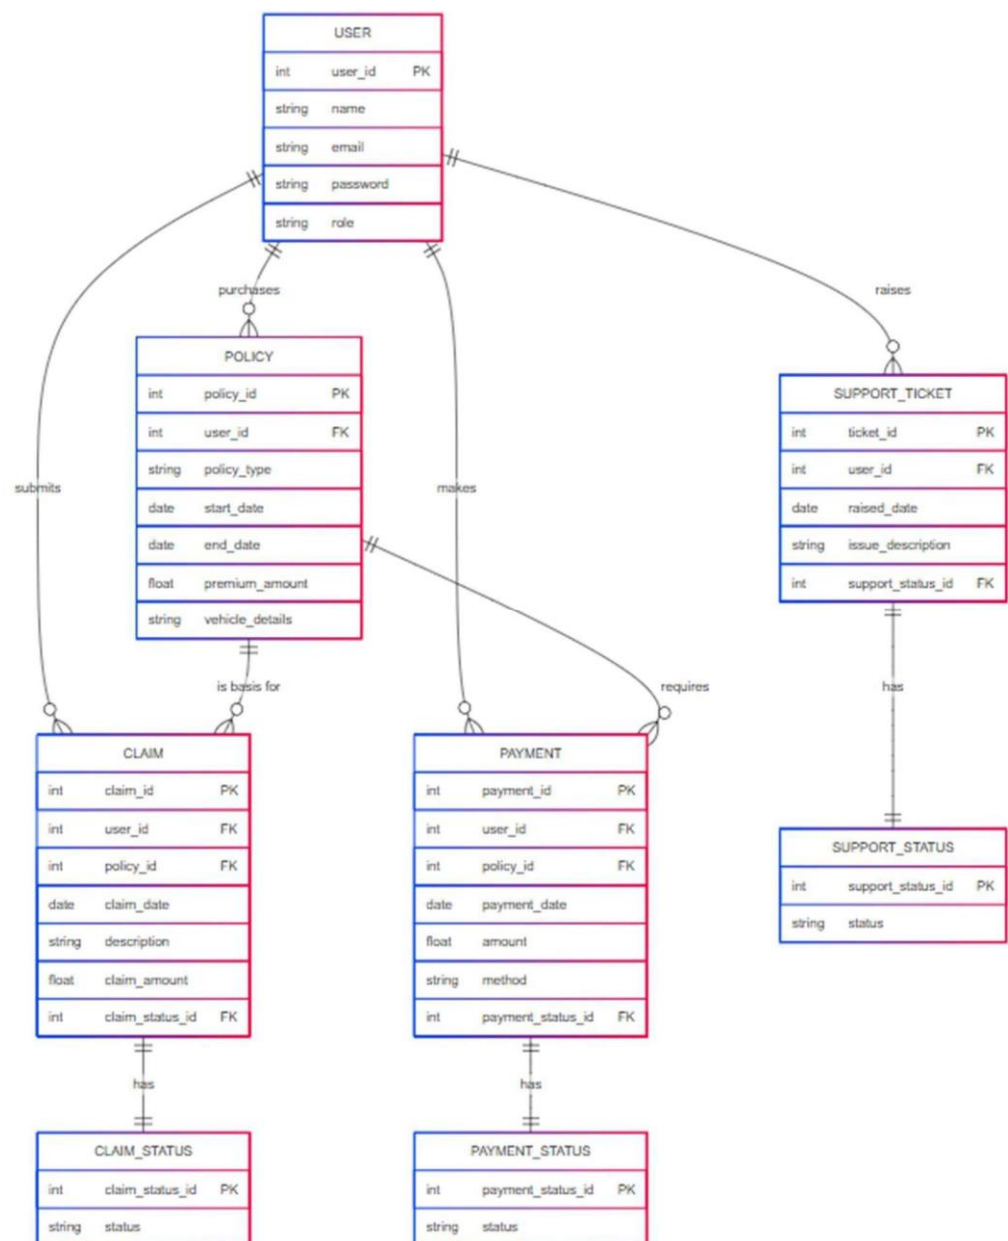 USER
int user_id PK
string name
string email
string password
string role
purchases
raises
POLICY
int policy_id PK
int user_id FK
string policy_type
date start_date
date end_date
float premium_amount
string vehicle_details
SUPPORT_TICKET
int ticket_id PK
int user_id FK
date raised_date
string issue_description
int support_status_id FK
submits
makes
is basis for
requires
has
CLAIM
int claim_id PK
int user_id FK
int policy_id FK
date claim_date
string description
float claim_amount
int claim_status_id FK
PAYMENT
int payment_id PK
int user_id FK
int policy_id FK
date payment_date
float amount
string method
int payment_status_id FK
SUPPORT_STATUS
int support_status_id PK
string status
has
has
CLAIM_STATUS
int claim_status_id PK
string status
PAYMENT_STATUS
int payment_status_id PK
string status